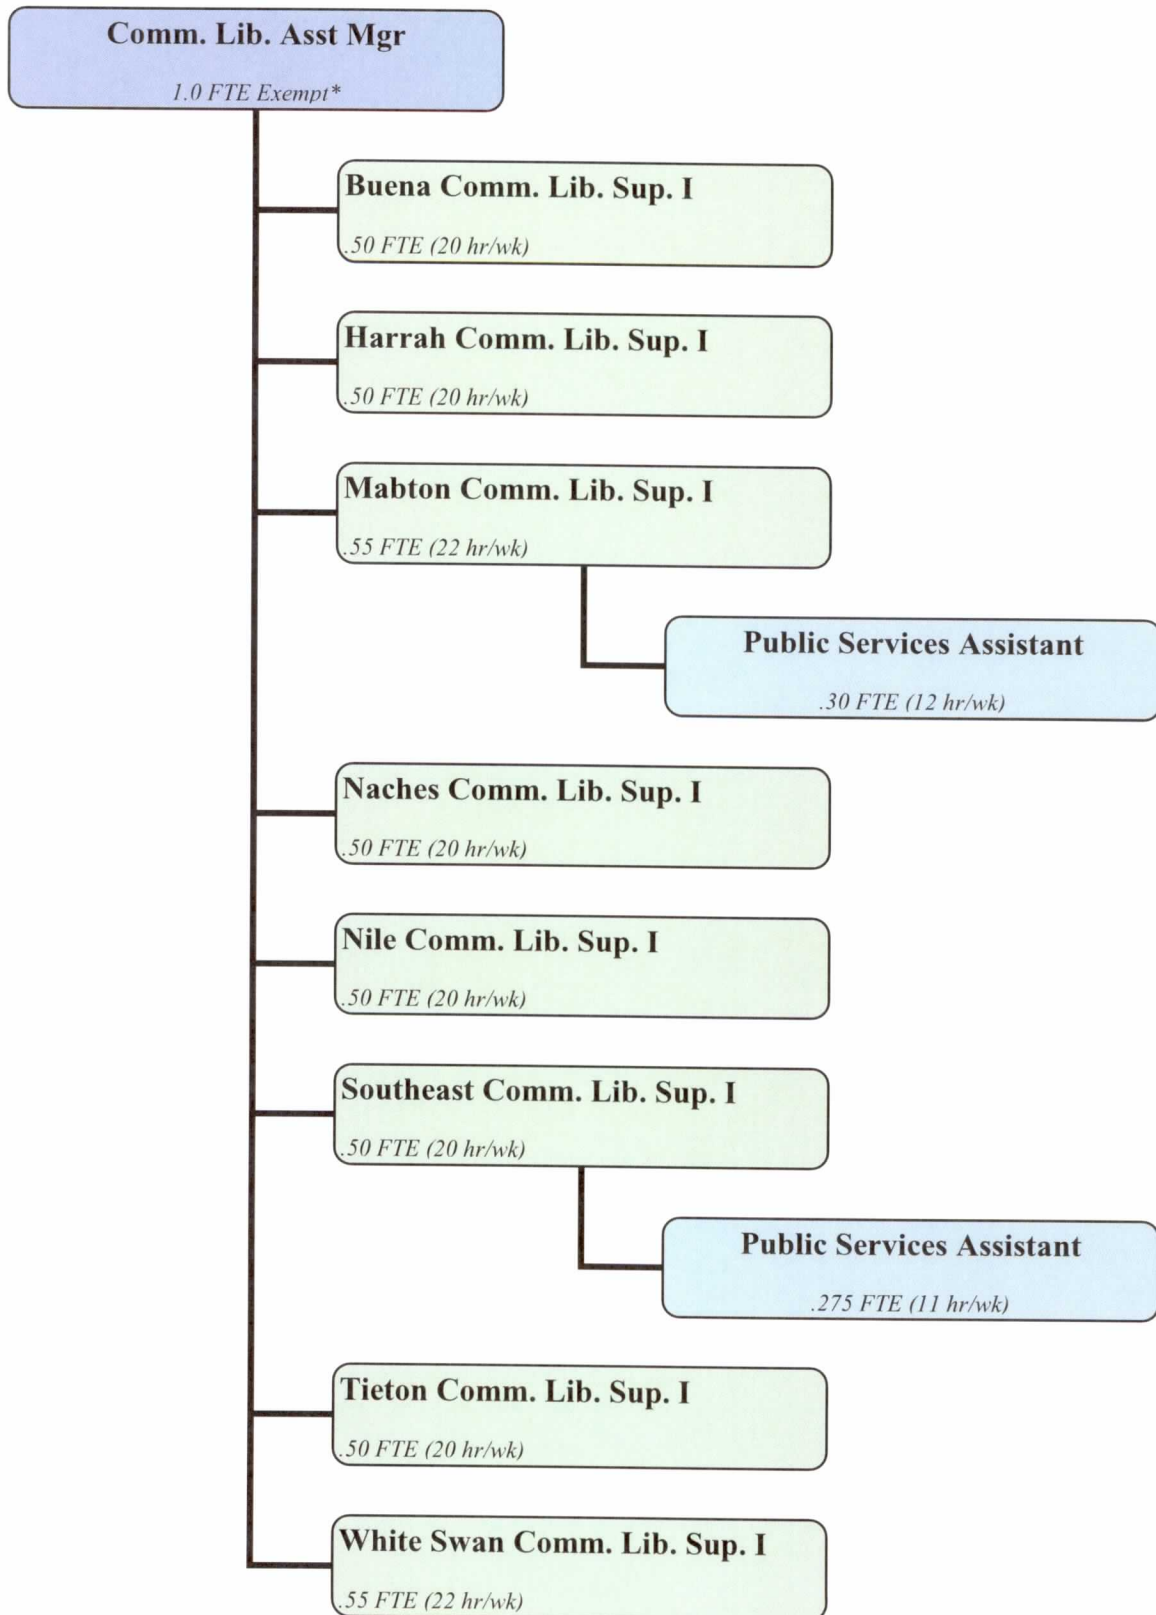 Comm. Lib. Asst Mgr
1.0 FTE Exempt*
Buena Comm. Lib. Sup. I
.50 FTE (20 hr/wk)
Harrah Comm. Lib. Sup. I
.50 FTE (20 hr/wk)
Mabton Comm. Lib. Sup. I
.55 FTE (22 hr/wk)
Public Services Assistant
.30 FTE (12 hr/wk)
Naches Comm. Lib. Sup. I
.50 FTE (20 hr/wk)
Nile Comm. Lib. Sup. I
.50 FTE (20 hr/wk)
Southeast Comm. Lib. Sup. I
.50 FTE (20 hr/wk)
Public Services Assistant
.275 FTE (11 hr/wk)
Tieton Comm. Lib. Sup. I
.50 FTE (20 hr/wk)
White Swan Comm. Lib. Sup. I
.55 FTE (22 hr/wk)